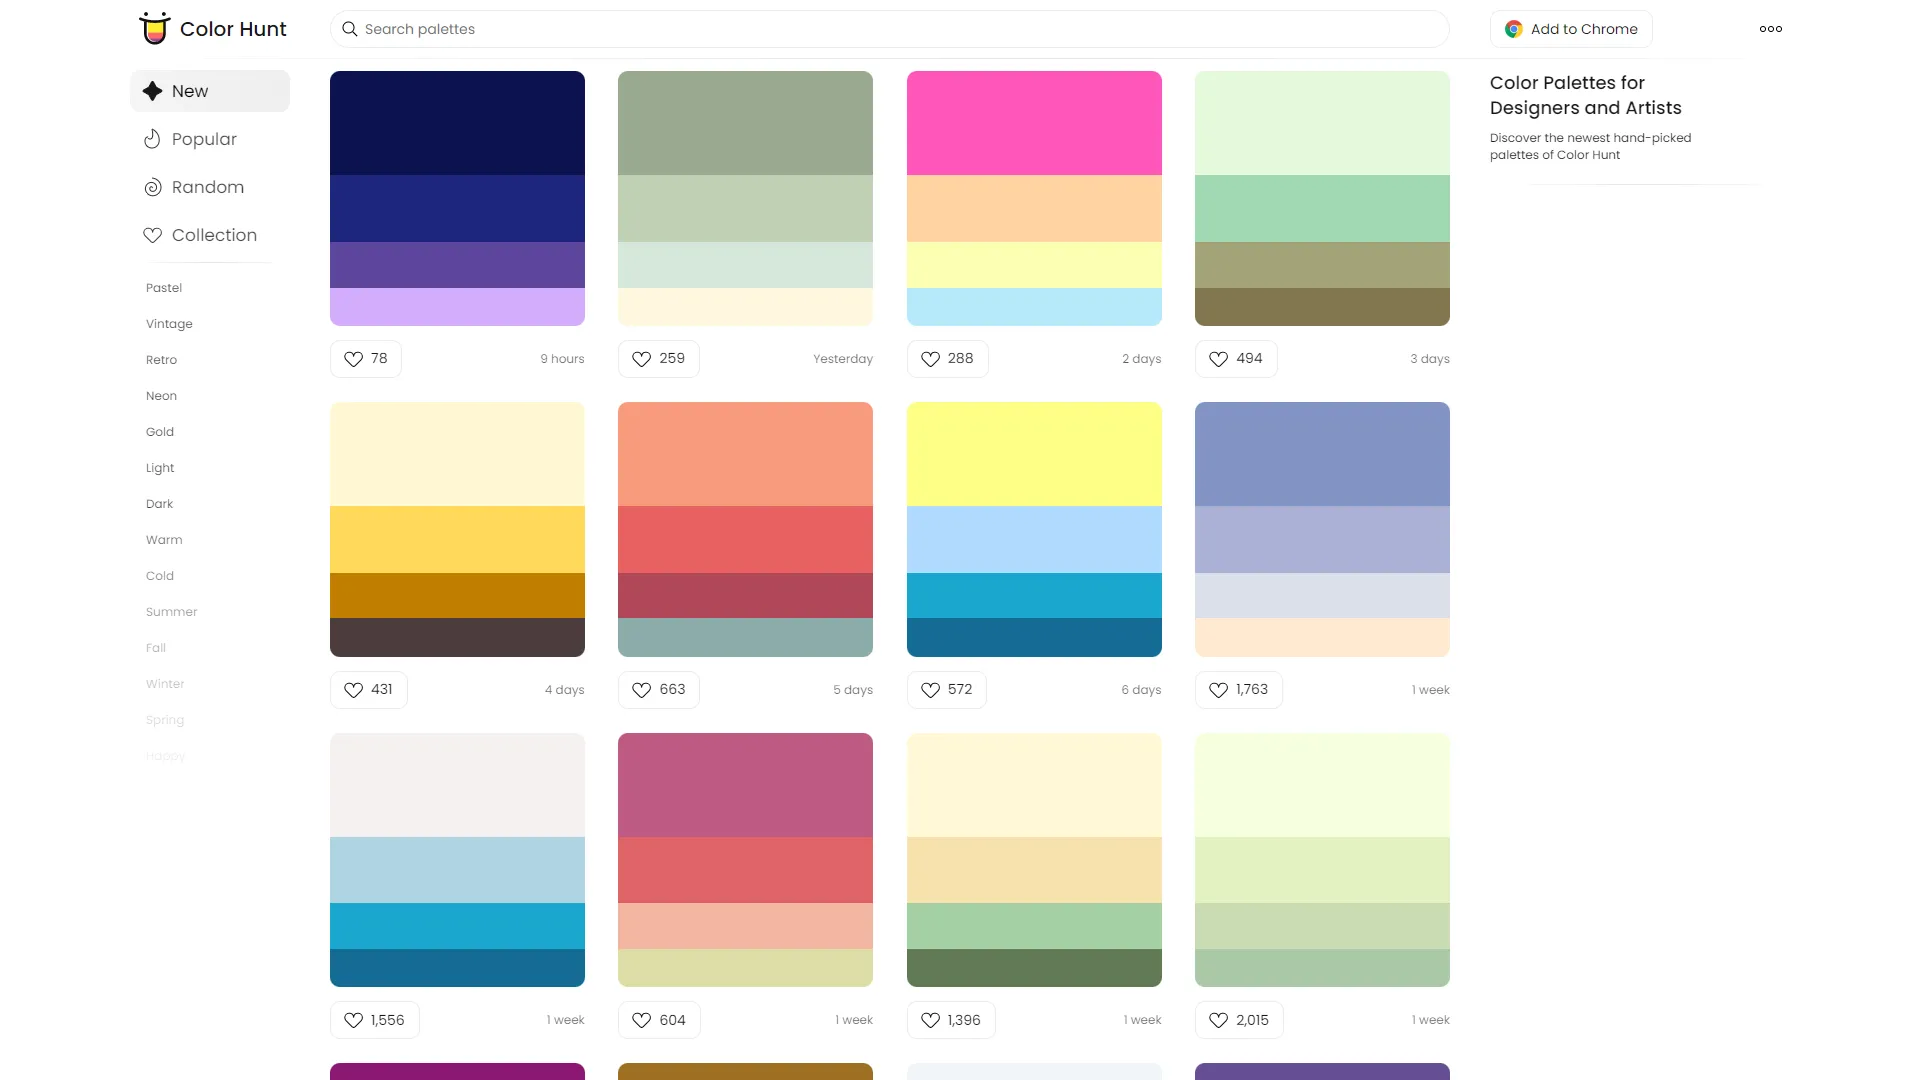 Color Hunt
Search palettes
Add to Chrome
New
Popular
Random
Collection
Pastel
Vintage
Retro
Neon
Gold
Light
Dark
Warm
Cold
Summer
Fall
Winter
Spring
Happy
78
9 hours
259
Yesterday
288
2 days
494
3 days
431
4 days
663
5 days
572
6 days
1,763
1 week
1,556
1 week
604
1 week
1,396
1 week
2,015
1 week
Color Palettes for
Designers and Artists
Discover the newest hand-picked
palettes of Color Hunt